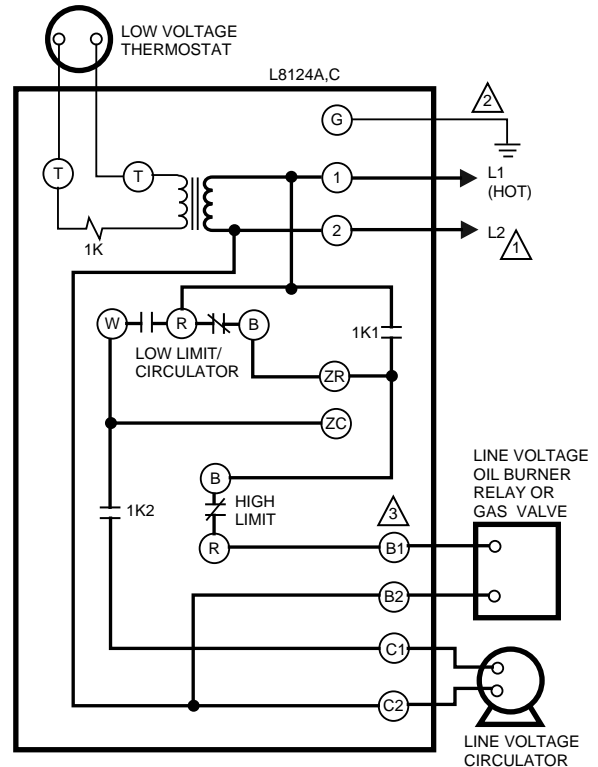 LOW VOLTAGE
THERMOSTAT
L8124A,C
2
G
T
T
1
L1
(HOT)
2
L2
1
1K
W
R
B
1K1
LOW LIMIT/
CIRCULATOR
ZR
ZC
LINE VOLTAGE
OIL BURNER
RELAY OR
GAS VALVE
B
1K2
HIGH
LIMIT
3
R
B1
B2
C1
C2
LINE VOLTAGE
CIRCULATOR